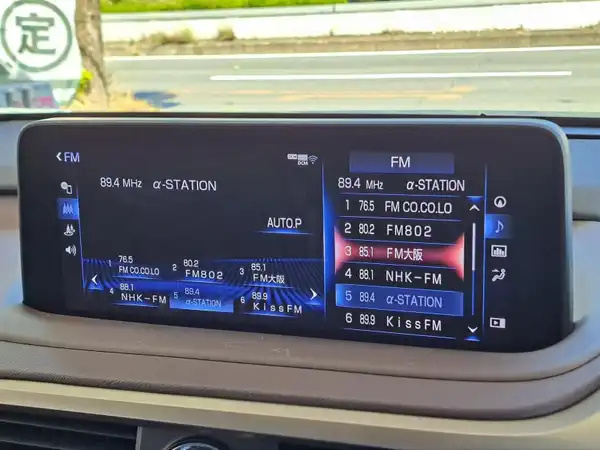 定
FM
DCM
89.4 MHz α-STATION
AUTO.P
1 76.5 FM CO.CO.LO
2 80.2 FM802
3 85.1 FM大阪
4 88.1 NHK-FM
5 89.4 α-STATION
6 89.9 KissFM
FM
89.4 MHz α-STATION
1 76.5 FM CO.CO.LO
2 80.2 FM802
3 85.1 FM大阪
4 88.1 NHK-FM
5 89.4 α-STATION
6 89.9 KissFM